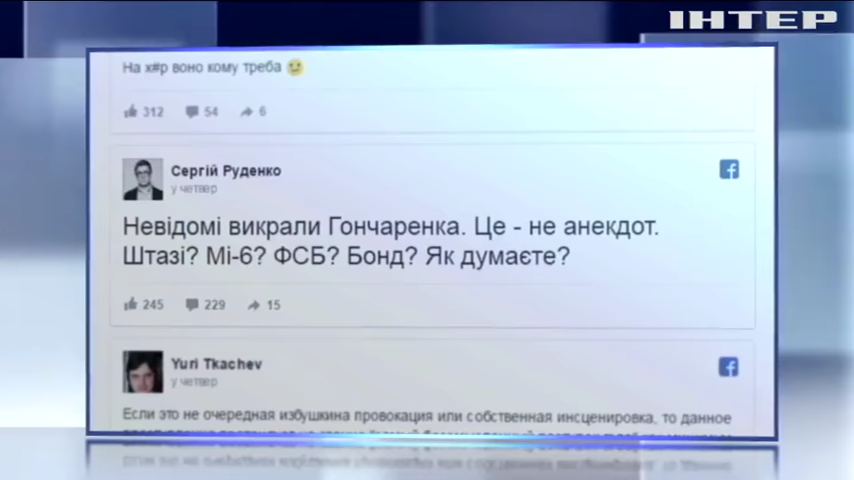 ІНТЕР
На х#р воно кому треба
312 54 6
Сергій Руденко
у четвер
Невідомі викрали Гончаренка. Це - не анекдот.
Штазі? Мі-6? ФСБ? Бонд? Як думаєте?
245 229 15
Yuri Tkachev
у четвер
Если это не очередная избушкина провокация или собственная инсценировка, то данное